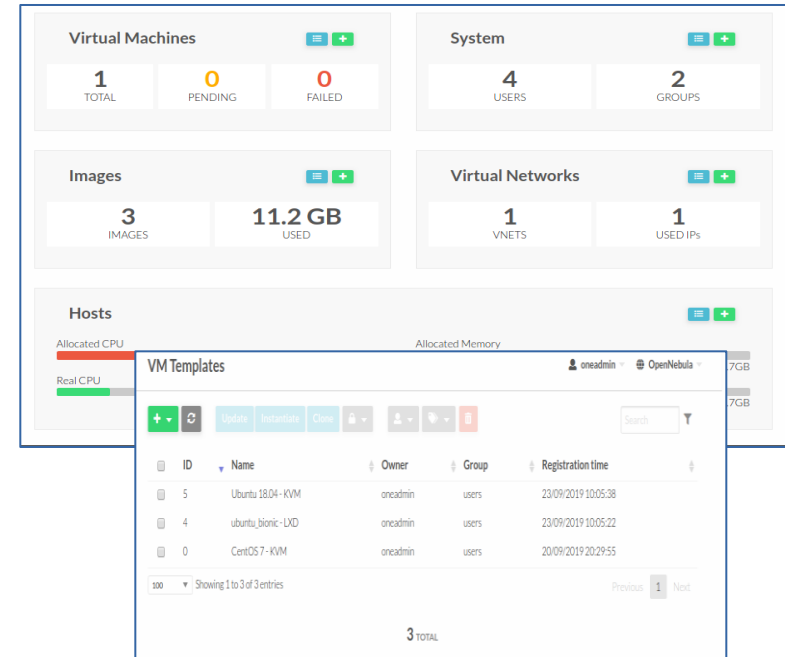 Virtual Machines
System
1
0
0
4
2
TOTAL
PENDING
FAILED
USERS
GROUPS
Images
Virtual Networks
3
11.2 GB
1
1
IMAGES
USED
VNETS
USED IPs
Hosts
Allocated CPU
Allocated Memory
Real CPU
.7GB
.7GB
VM Templates
oneadmin
OpenNebula
Update
Instantiate
Clone
Search
ID
Name
Owner
Group
Registration time
5
Ubuntu 18.04 - KVM
oneadmin
users
23/09/2019 10:05:38
4
ubuntu_bionic - LXD
oneadmin
users
23/09/2019 10:05:22
0
CentOS 7 - KVM
oneadmin
users
20/09/2019 20:29:55
100
Showing 1 to 3 of 3 entries
Previous
1
Next
3 TOTAL